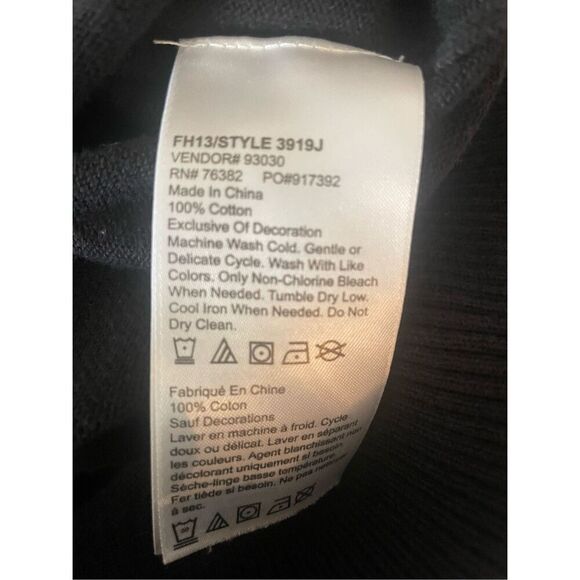 FH13/STYLE 3919J
VENDOR# 93030
RN# 76382 PO#917392
Made In China
100% Cotton
Exclusive Of Decoration
Machine Wash Cold. Gentle or
Delicate Cycle. Wash With Like
Colors. Only Non-Chlorine Bleach
When Needed. Tumble Dry Low.
Cool Iron When Needed. Do Not
Dry Clean.
Fabriqué En Chine
100% Coton
Sauf Decorations
Laver en machine à froid. Cycle
doux ou délicat. Laver en séparant
les couleurs. Agent blanchissant non
décolorant uniquement si besoin.
Sèche-linge basse température.
Fer tiède si besoin. Ne pas nettoyer
à sec.